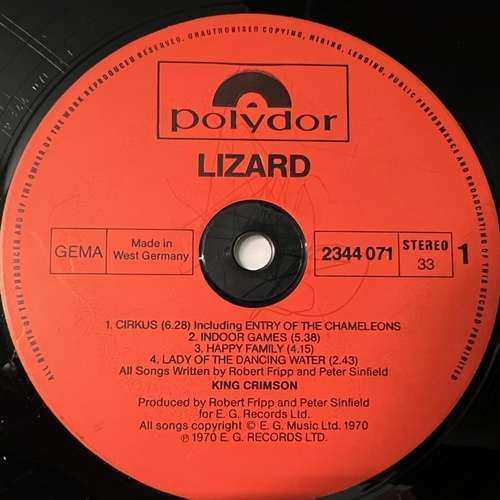 ALL RIGHTS OF THE PRODUCER AND OF THE OWNER OF THE WORK REPRODUCED RESERVED. UNAUTHORISED COPYING, HIRING, LENDING, PUBLIC PERFORMANCE AND BROADCASTING OF THIS RECORD PROHIBITED
polydor
LIZARD
GEMA
Made in
West Germany
2344 071
STEREO
33
1
1. CIRKUS (6.28) Including ENTRY OF THE CHAMELEONS
2. INDOOR GAMES (5.38)
3. HAPPY FAMILY (4.15)
4. LADY OF THE DANCING WATER (2.43)
All Songs Written by Robert Fripp and Peter Sinfield
KING CRIMSON
Produced by Robert Fripp and Peter Sinfield
for E. G. Records Ltd.
All songs copyright © E. G. Music Ltd. 1970
℗ 1970 E. G. RECORDS LTD.